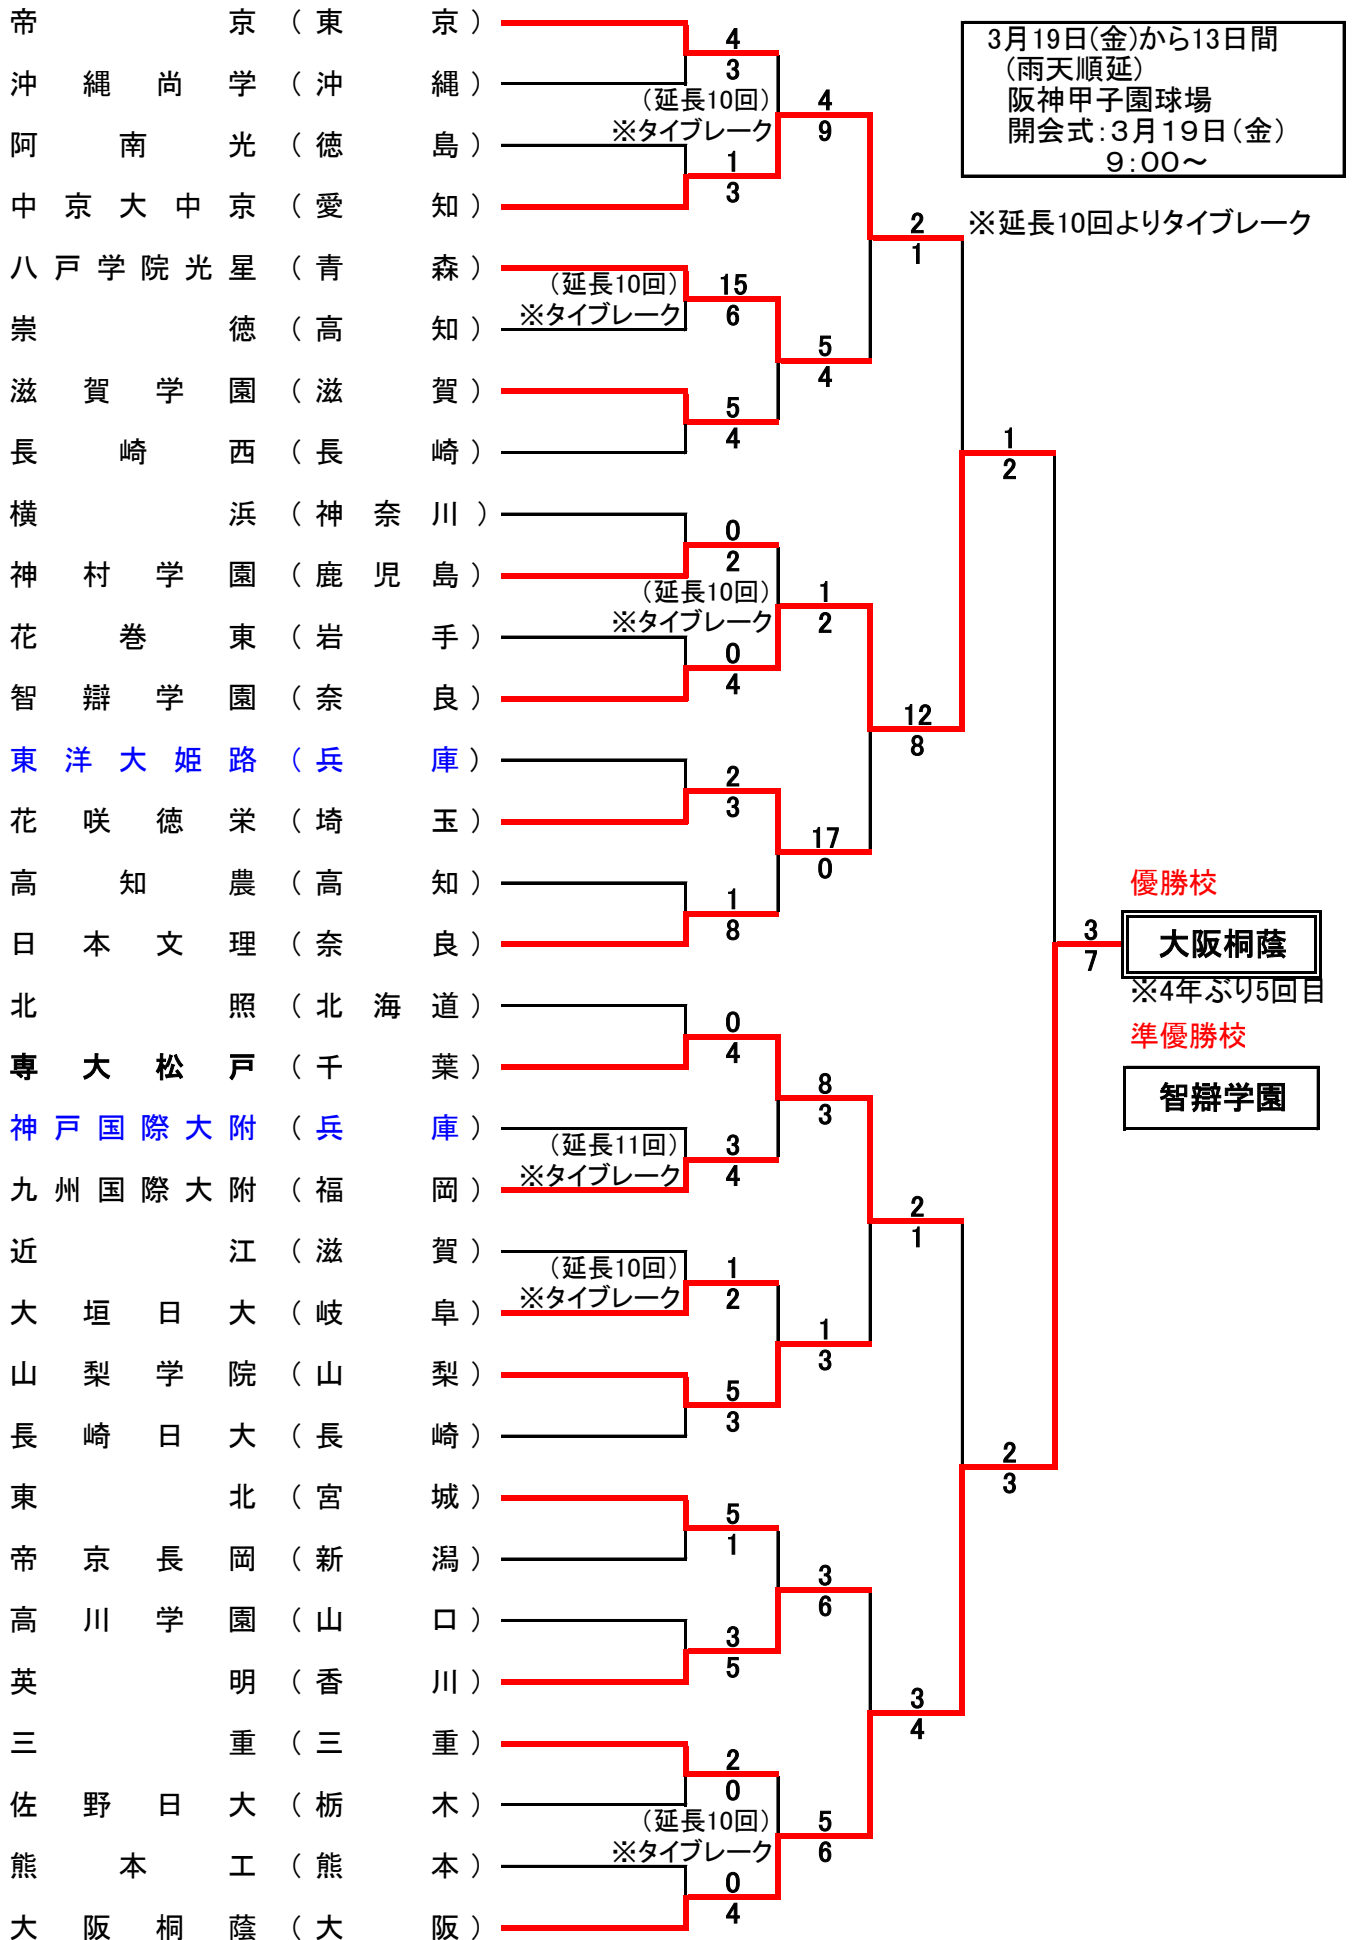 帝京（東京）
沖縄尚学（沖縄）
阿南光（徳島）
中京大中京（愛知）
八戸学院光星（青森）
崇徳（高知）
滋賀学園（滋賀）
長崎西（長崎）
横浜（神奈川）
神村学園（鹿児島）
花巻東（岩手）
智辯学園（奈良）
東洋大姫路（兵庫）
花咲徳栄（埼玉）
高知農（高知）
日本文理（奈良）
北照（北海道）
専大松戸（千葉）
神戸国際大附（兵庫）
九州国際大附（福岡）
近江（滋賀）
大垣日大（岐阜）
山梨学院（山梨）
長崎日大（長崎）
東北（宮城）
帝京長岡（新潟）
高川学園（山口）
英明（香川）
三重（三重）
佐野日大（栃木）
熊本工（熊本）
大阪桐蔭（大阪）
4
3
1
3
（延長10回）
※タイブレーク
15
6
5
4
0
2
0
4
2
3
1
8
0
4
（延長11回）
※タイブレーク
3
4
（延長10回）
※タイブレーク
1
2
5
3
5
1
3
5
2
0
0
4
（延長10回）
※タイブレーク
4
9
5
4
（延長10回）
※タイブレーク
1
2
17
0
8
3
1
3
3
6
（延長10回）
※タイブレーク
5
6
2
1
12
8
2
1
3
4
1
2
2
3
3
7
3月19日(金)から13日間
(雨天順延)
阪神甲子園球場
開会式：３月１９日（金）
９：００～
※延長10回よりタイブレーク
優勝校
大阪桐蔭
※4年ぶり5回目
準優勝校
智辯学園